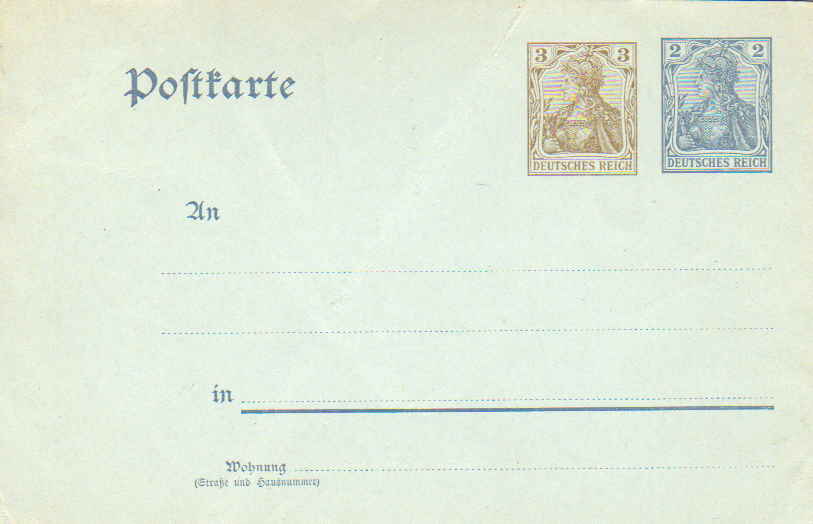 Poſtkarte
3 3
DEUTSCHES REICH
2 2
DEUTSCHES REICH
An
in
Wohnung
(Straße und Hausnummer)